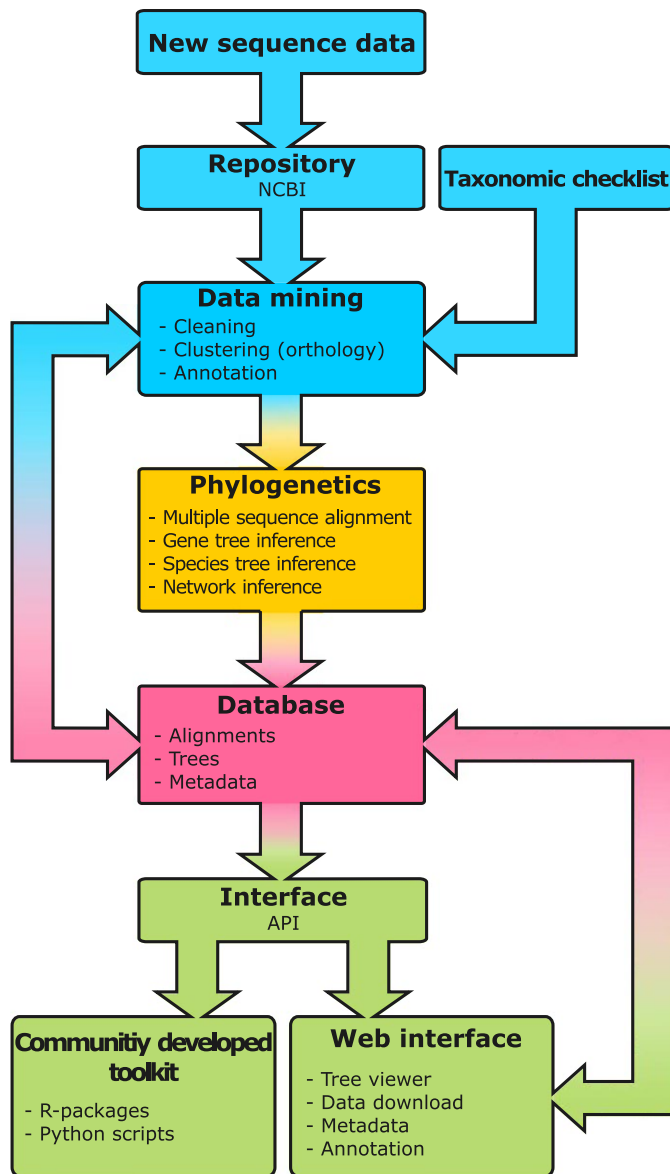 New sequence data
Repository
NCBI
Taxonomic checklist
Data mining
- Cleaning
- Clustering (orthology)
- Annotation
Phylogenetics
- Multiple sequence alignment
- Gene tree inference
- Species tree inference
- Network inference
Database
- Alignments
- Trees
- Metadata
Interface
API
Communitiy developed
toolkit
- R-packages
- Python scripts
Web interface
- Tree viewer
- Data download
- Metadata
- Annotation